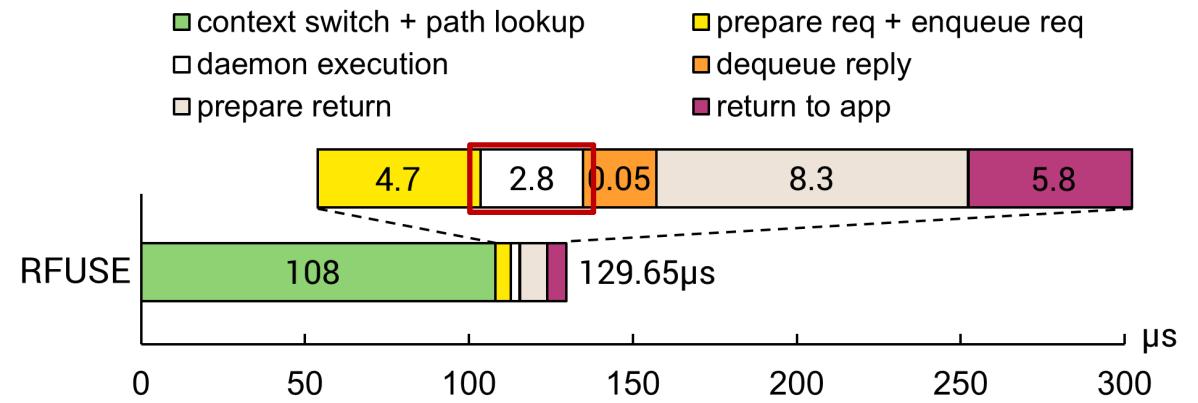 context switch + path lookup prepare req + enqueue req
daemon execution dequeue reply
prepare return return to app
4.7 2.8 0.05 8.3 5.8
RFUSE 108 129.65µs
µs
0 50 100 150 200 250 300